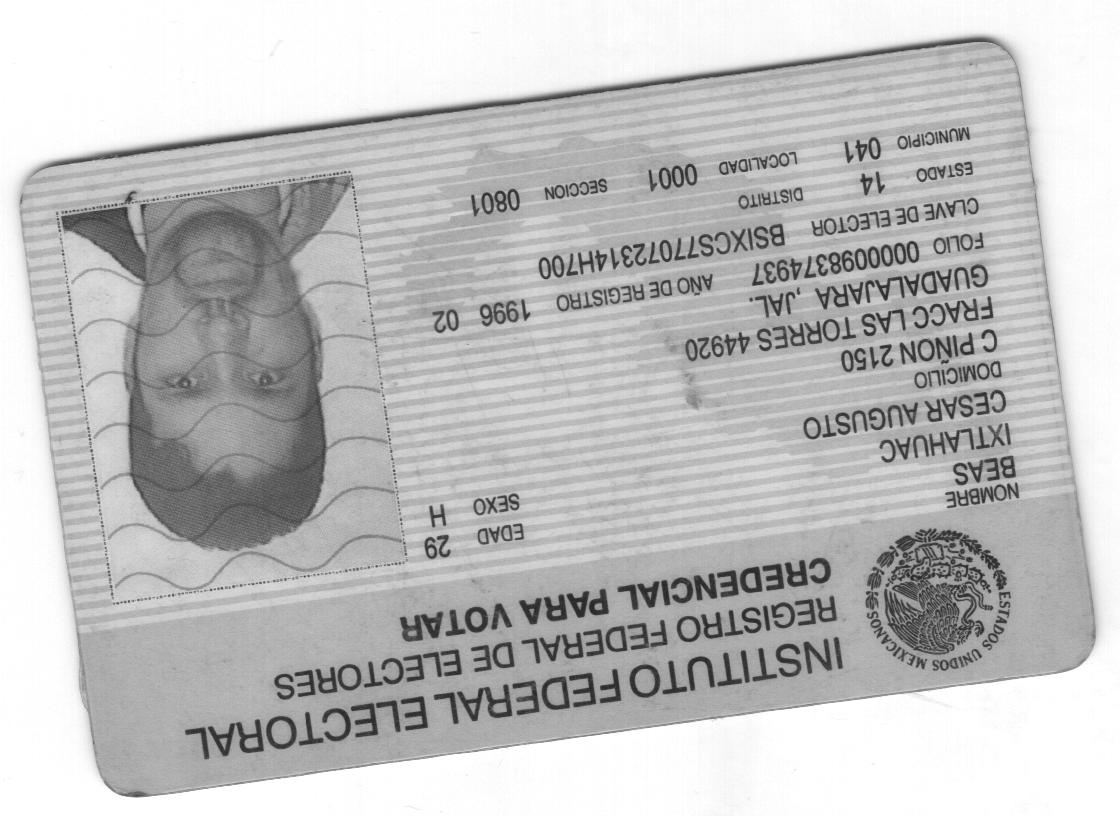 INSTITUTO FEDERAL ELECTORAL
REGISTRO FEDERAL DE ELECTORES
CREDENCIAL PARA VOTAR
ESTADOS UNIDOS MEXICANOS
NOMBRE
BEAS
IXTLAHUAC
CESAR AUGUSTO
EDAD 29
SEXO H
DOMICILIO
C PIÑON 2150
FRACC LAS TORRES 44920
GUADALAJARA ,JAL.
FOLIO 0000098374937 AÑO DE REGISTRO 1996 02
CLAVE DE ELECTOR BSIXCS77072314H700
ESTADO 14 DISTRITO
MUNICIPIO 041 LOCALIDAD 0001 SECCION 0801